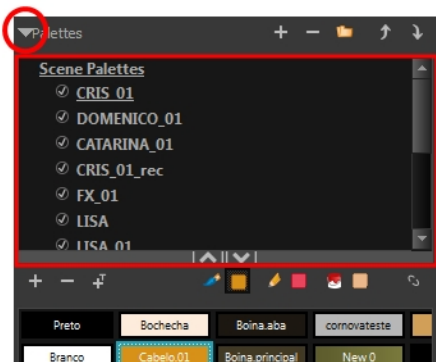 Palettes
Scene Palettes
CRIS_01
DOMENICO_01
CATARINA_01
CRIS_01_rec
FX_01
LISA
LISA_01
Preto Bochecha Boina.aba cornovateste
Branco Cabelo.01 Boina.principal New 0